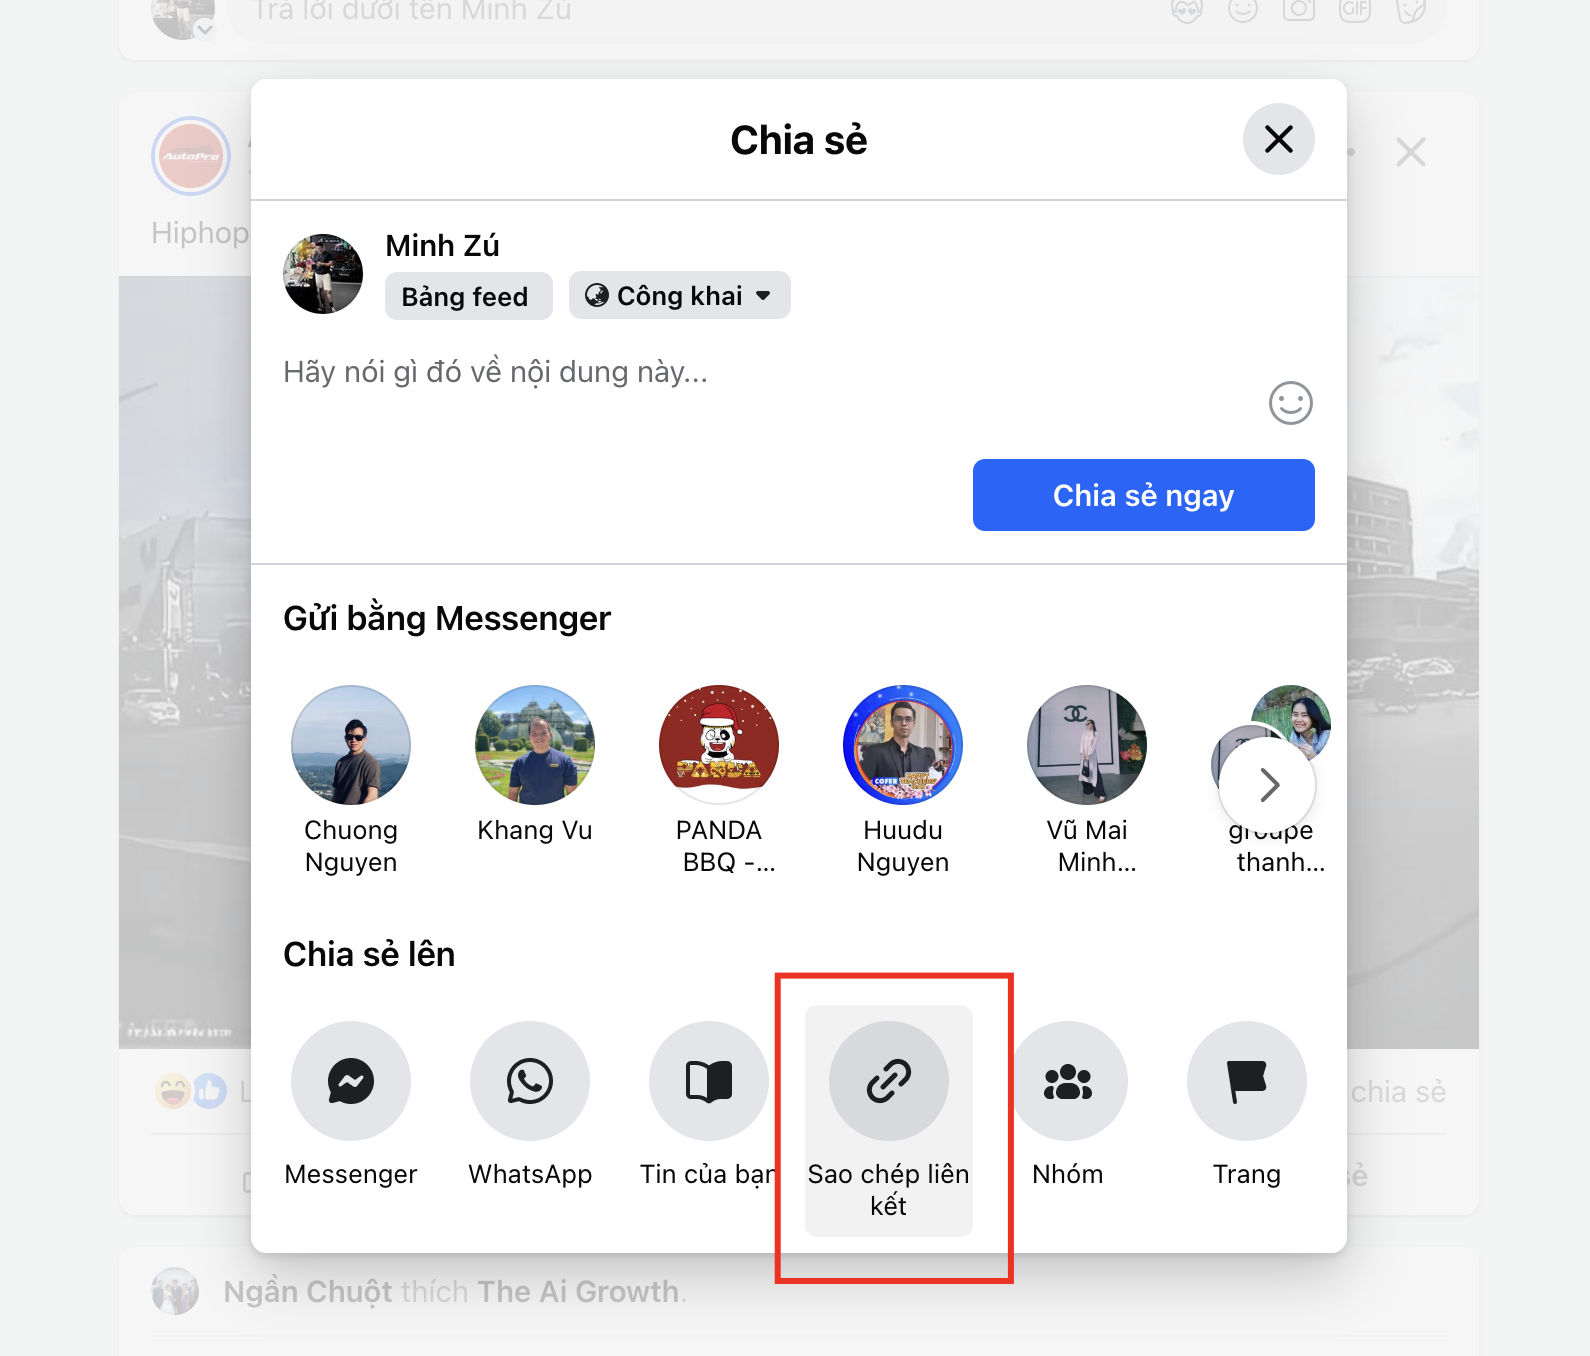 Trả lời dưới tên Minh Zú
GIF
Chia sẻ
AutoPro
Hiphop
Minh Zú
Bảng feed
Công khai
Hãy nói gì đó về nội dung này...
Chia sẻ ngay
Gửi bằng Messenger
PANDA
Chuong
Nguyen
Khang Vu
PANDA
BBQ -...
Huudu
Nguyen
Vũ Mai
Minh...
groupe
thanh...
Chia sẻ lên
Messenger
WhatsApp
Tin của bạn
Sao chép liên
kết
Nhóm
Trang
chia sẻ
Ngần Chuột thích The Ai Growth.